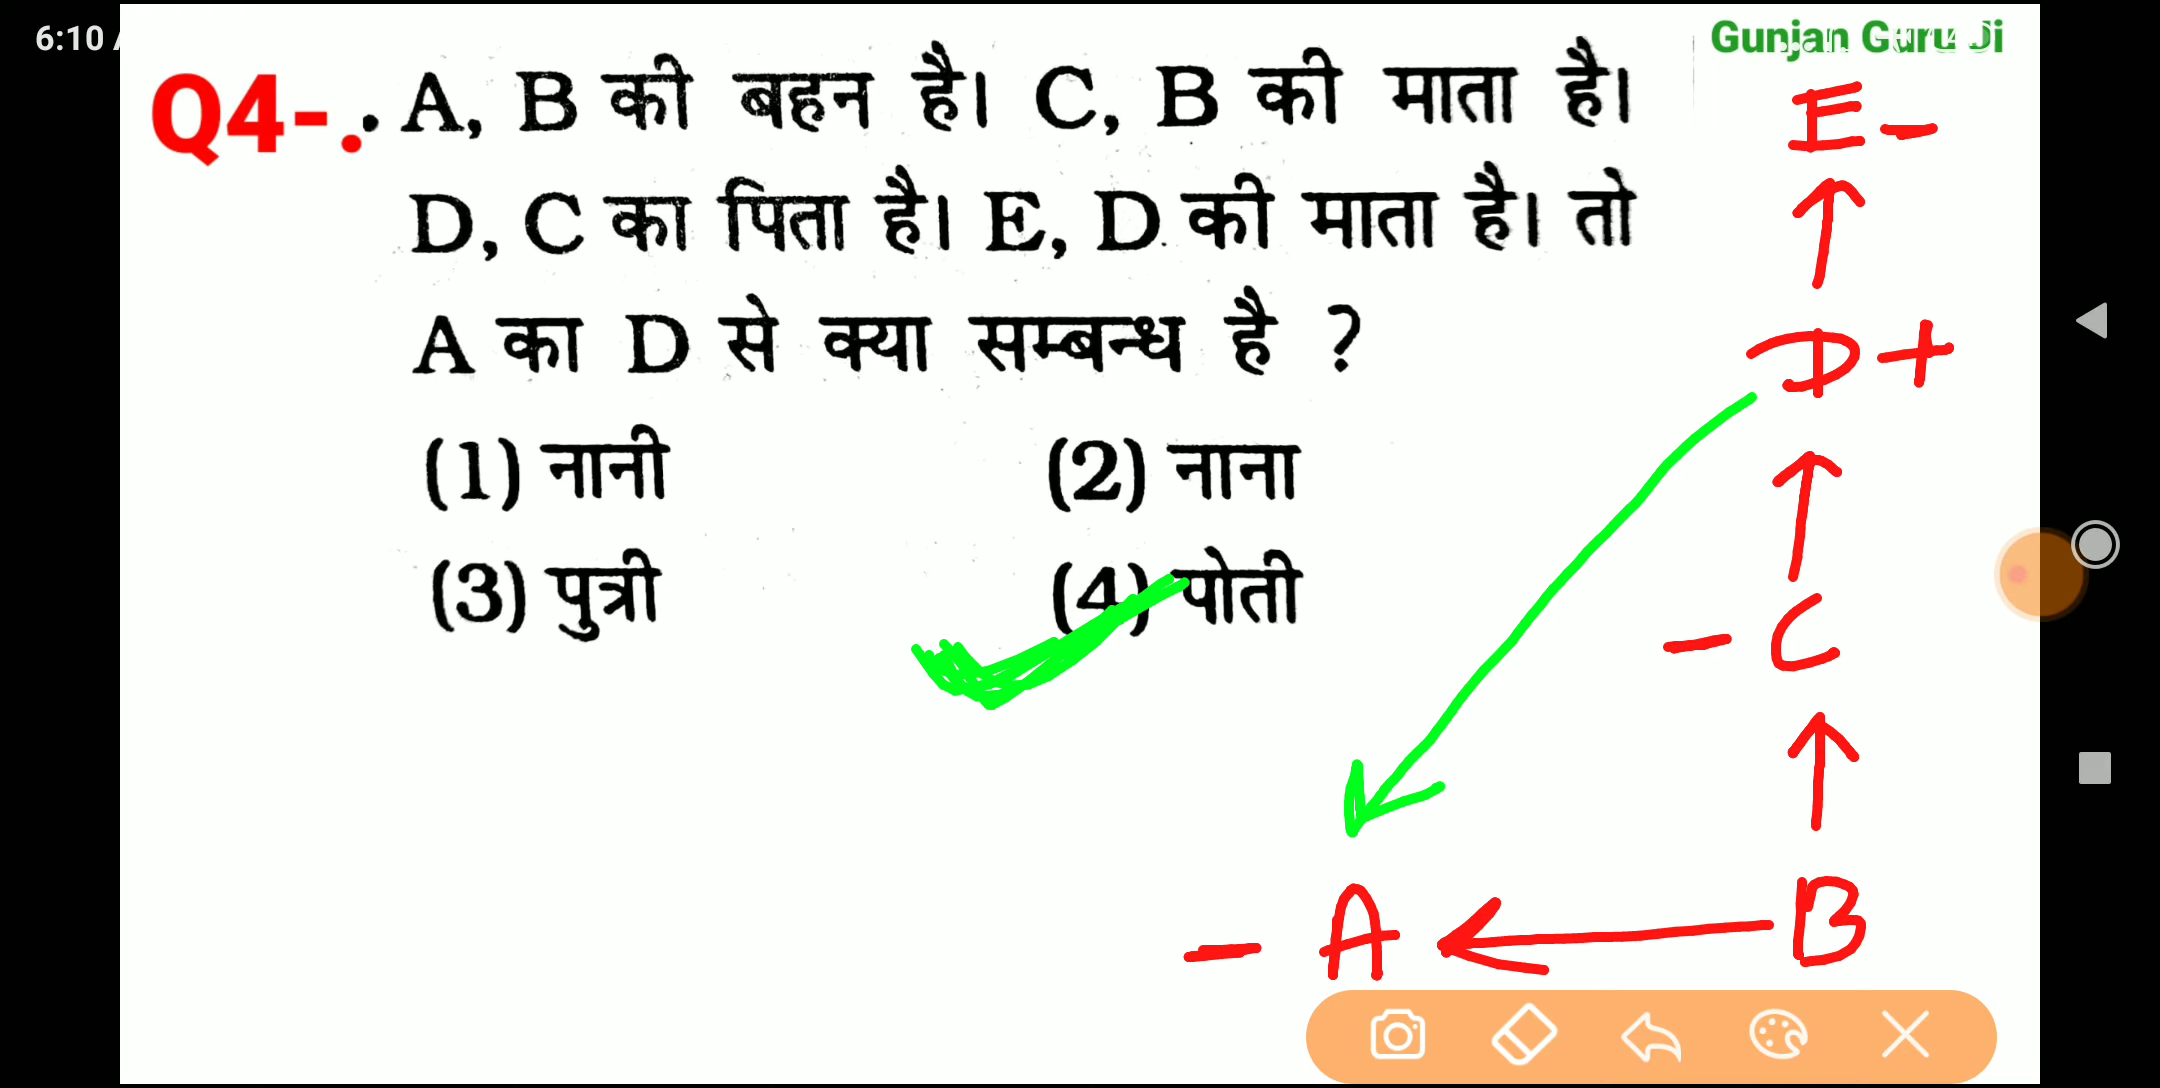 6:10
Gunjan Guru Ji
Q4-. . A, B की बहन है। C, B की माता है।
D, C का पिता है। E, D की माता है। तो
A का D से क्या सम्बन्ध है ?
(1) नानी (2) नाना
(3) पुत्री (4) पोती
E -
D +
- C
- A B